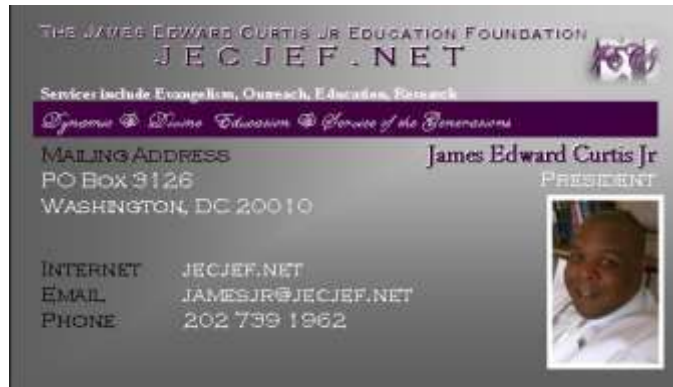 The James Edward Curtis Jr Education Foundation
JECJEF.NET
Services include Evangelism, Outreach, Education, Research
Dynamic & Divine Education & Service of the Generations
Mailing Address
James Edward Curtis Jr
PO Box 3126
President
Washington, DC 20010
Internet jecjef.net
Email jamesjr@jecjef.net
Phone 202 739 1962